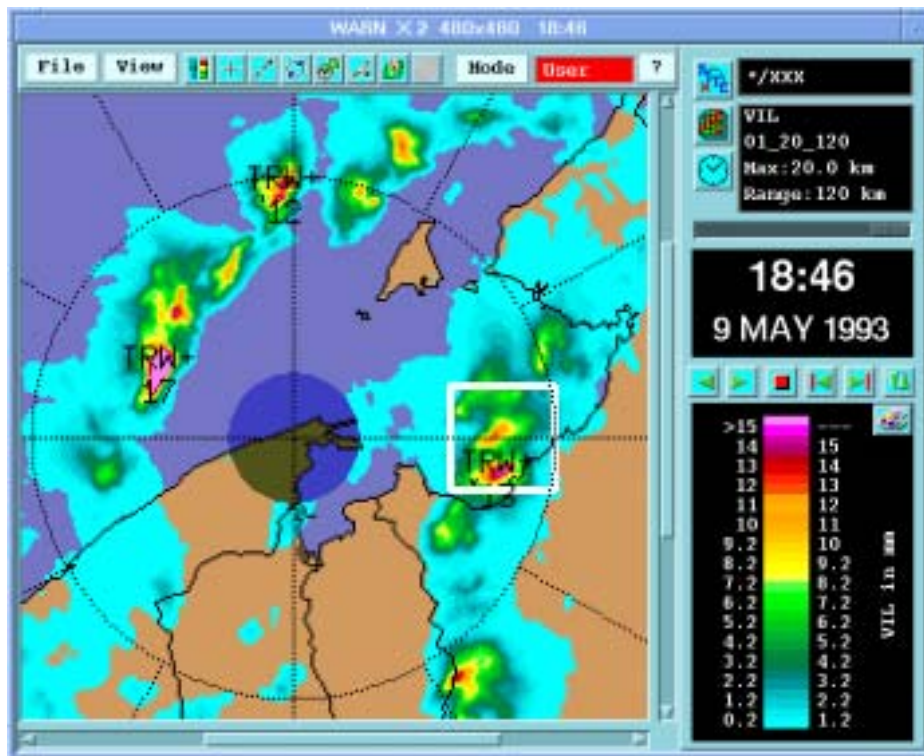 WARN X 2 480x480 18:46
File View Mode User ?
*/XXX
VIL
01_20_120
Max:20.0 km
Range:120 km
TRW+
12
18:46
9 MAY 1993
TRW+
17
TRW+
>15 ---
14 15
13 14
12 13
11 12
10 11
9.2 10
8.2 9.2
7.2 8.2
6.2 7.2
5.2 6.2
4.2 5.2
3.2 4.2
2.2 3.2
1.2 2.2
0.2 1.2
VIL in mm